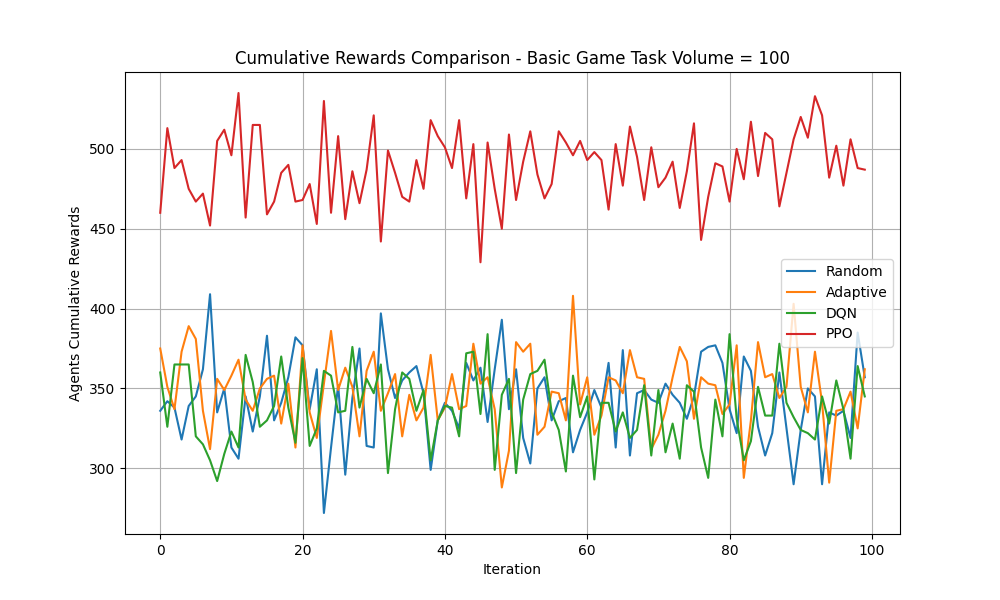 Cumulative Rewards Comparison - Basic Game Task Volume = 100
Agents Cumulative Rewards
500
450
400
350
300
Random
Adaptive
DQN
PPO
0 20 40 60 80 100
Iteration